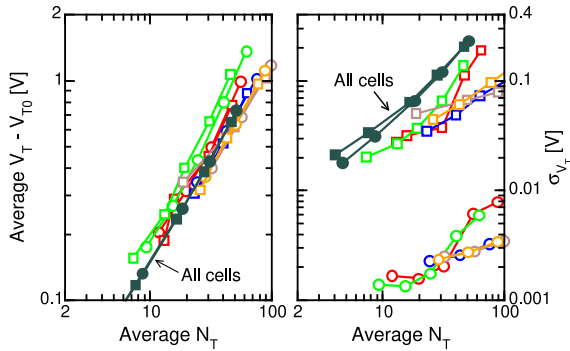 2
1
0.1
Average V_T - V_T0 [V]
All cells
2
10
100
Average N_T
0.4
0.1
0.01
0.001
σ_V_T [V]
All cells
2
10
100
Average N_T